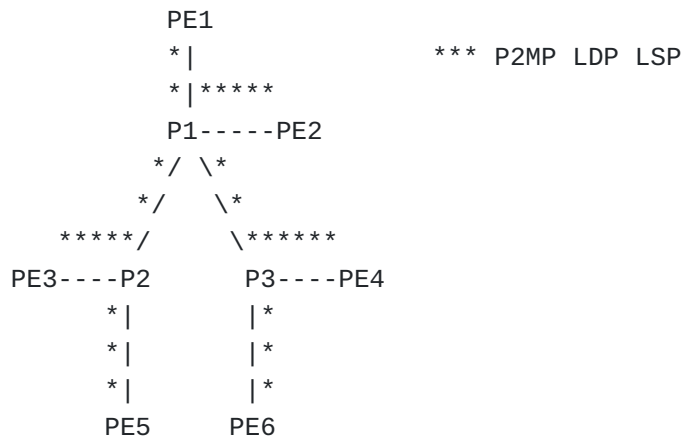 PE1
            *|                *** P2MP LDP LSP
            *|*****
            P1-----PE2
           */ \*
          */   \*
     *****/     \******
  PE3----P2      P3----PE4
        *|       |*
        *|       |*
        *|       |*
        PE5     PE6